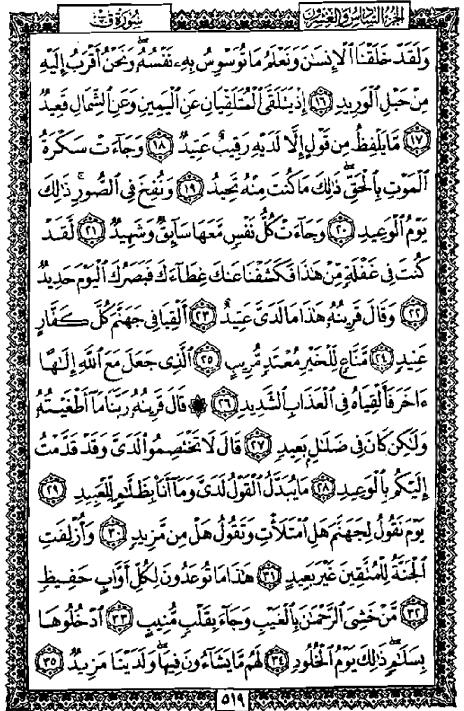 الجزء السادس والعشرون
سورة ق
وَلَقَدْ خَلَقْنَا ٱلْإِنسَـٰنَ وَنَعْلَمُ مَا تُوَسْوِسُ بِهِۦ نَفْسُهُۥ ۖ وَنَحْنُ أَقْرَبُ إِلَيْهِ
مِنْ حَبْلِ ٱلْوَرِيدِ ١٦ إِذْ يَتَلَقَّى ٱلْمُتَلَقِّيَانِ عَنِ ٱلْيَمِينِ وَعَنِ ٱلشِّمَالِ قَعِيدٌ
١٧ مَّا يَلْفِظُ مِن قَوْلٍ إِلَّا لَدَيْهِ رَقِيبٌ عَتِيدٌ ١٨ وَجَآءَتْ سَكْرَةُ
ٱلْمَوْتِ بِٱلْحَقِّ ۖ ذَٰلِكَ مَا كُنتَ مِنْهُ تَحِيدُ ١٩ وَنُفِخَ فِى ٱلصُّورِ ۚ ذَٰلِكَ
يَوْمُ ٱلْوَعِيدِ ٢٠ وَجَآءَتْ كُلُّ نَفْسٍ مَّعَهَا سَآئِقٌ وَشَهِيدٌ ٢١ لَّقَدْ
كُنتَ فِى غَفْلَةٍ مِّنْ هَـٰذَا فَكَشَفْنَا عَنكَ غِطَآءَكَ فَبَصَرُكَ ٱلْيَوْمَ حَدِيدٌ
٢٢ وَقَالَ قَرِينُهُۥ هَـٰذَا مَا لَدَىَّ عَتِيدٌ ٢٣ أَلْقِيَا فِى جَهَنَّمَ كُلَّ كَفَّارٍ
عَنِيدٍ ٢٤ مَّنَّاعٍ لِّلْخَيْرِ مُعْتَدٍ مُّرِيبٍ ٢٥ ٱلَّذِى جَعَلَ مَعَ ٱللَّهِ إِلَـٰهًا
ءَاخَرَ فَأَلْقِيَاهُ فِى ٱلْعَذَابِ ٱلشَّدِيدِ ٢٦ ۞ قَالَ قَرِينُهُۥ رَبَّنَا مَآ أَطْغَيْتُهُۥ
وَلَـٰكِن كَانَ فِى ضَلَـٰلٍۭ بَعِيدٍ ٢٧ قَالَ لَا تَخْتَصِمُوا۟ لَدَىَّ وَقَدْ قَدَّمْتُ
إِلَيْكُم بِٱلْوَعِيدِ ٢٨ مَا يُبَدَّلُ ٱلْقَوْلُ لَدَىَّ وَمَآ أَنَا۠ بِظَلَّـٰمٍ لِّلْعَبِيدِ ٢٩
يَوْمَ نَقُولُ لِجَهَنَّمَ هَلِ ٱمْتَلَأْتِ وَتَقُولُ هَلْ مِن مَّزِيدٍ ٣٠ وَأُزْلِفَتِ
ٱلْجَنَّةُ لِلْمُتَّقِينَ غَيْرَ بَعِيدٍ ٣١ هَـٰذَا مَا تُوعَدُونَ لِكُلِّ أَوَّابٍ حَفِيظٍ
٣٢ مَّنْ خَشِىَ ٱلرَّحْمَـٰنَ بِٱلْغَيْبِ وَجَآءَ بِقَلْبٍ مُّنِيبٍ ٣٣ ٱدْخُلُوهَا
بِسَلَـٰمٍ ۖ ذَٰلِكَ يَوْمُ ٱلْخُلُودِ ٣٤ لَهُم مَّا يَشَآءُونَ فِيهَا وَلَدَيْنَا مَزِيدٌ ٣٥
٥١٩